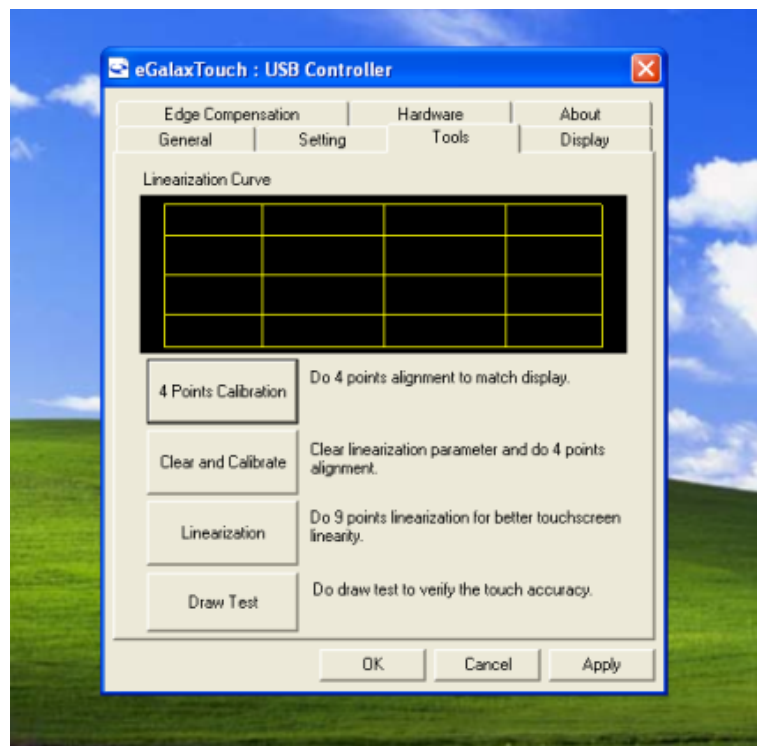 eGalaxTouch : USB Controller
Edge Compensation Hardware About
General Setting Tools Display
Linearization Curve
4 Points Calibration
Do 4 points alignment to match display.
Clear and Calibrate
Clear linearization parameter and do 4 points
alignment.
Linearization
Do 9 points linearization for better touchscreen
linearity.
Draw Test
Do draw test to verify the touch accuracy.
OK Cancel Apply